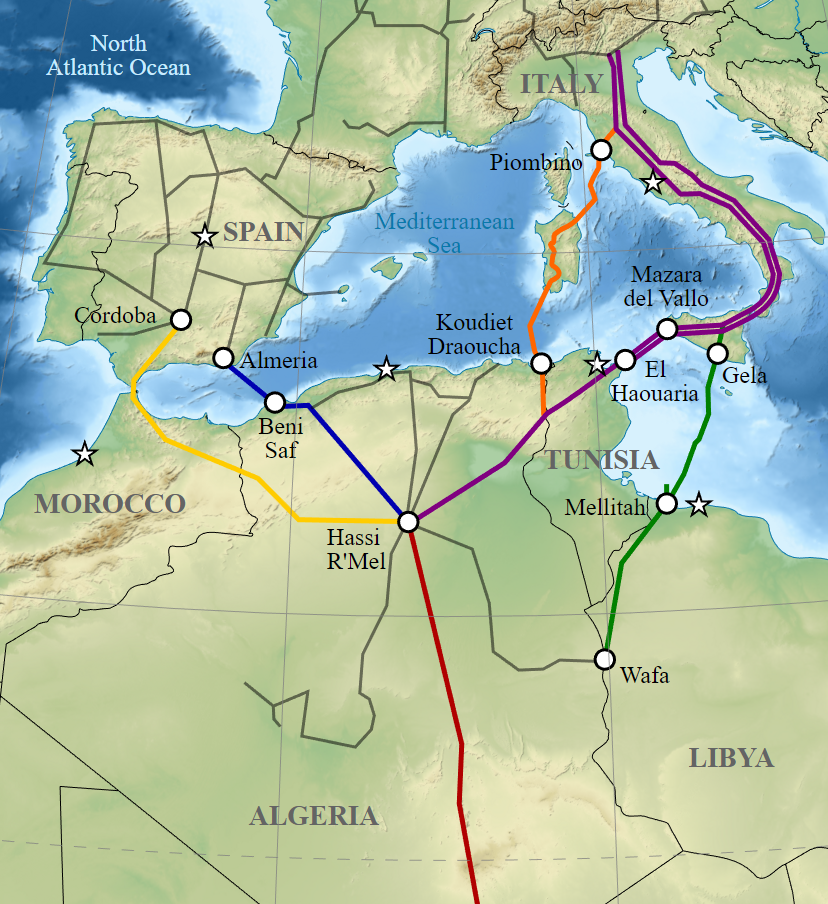 North
Atlantic Ocean
ITALY
Piombino
Mediterranean
Sea
SPAIN
Mazara
del Vallo
Cordoba
Koudiet
Draoucha
Almeria
El
Haouaria
Gela
Beni
Saf
TUNISIA
MOROCCO
Mellitah
Hassi
R'Mel
Wafa
LIBYA
ALGERIA